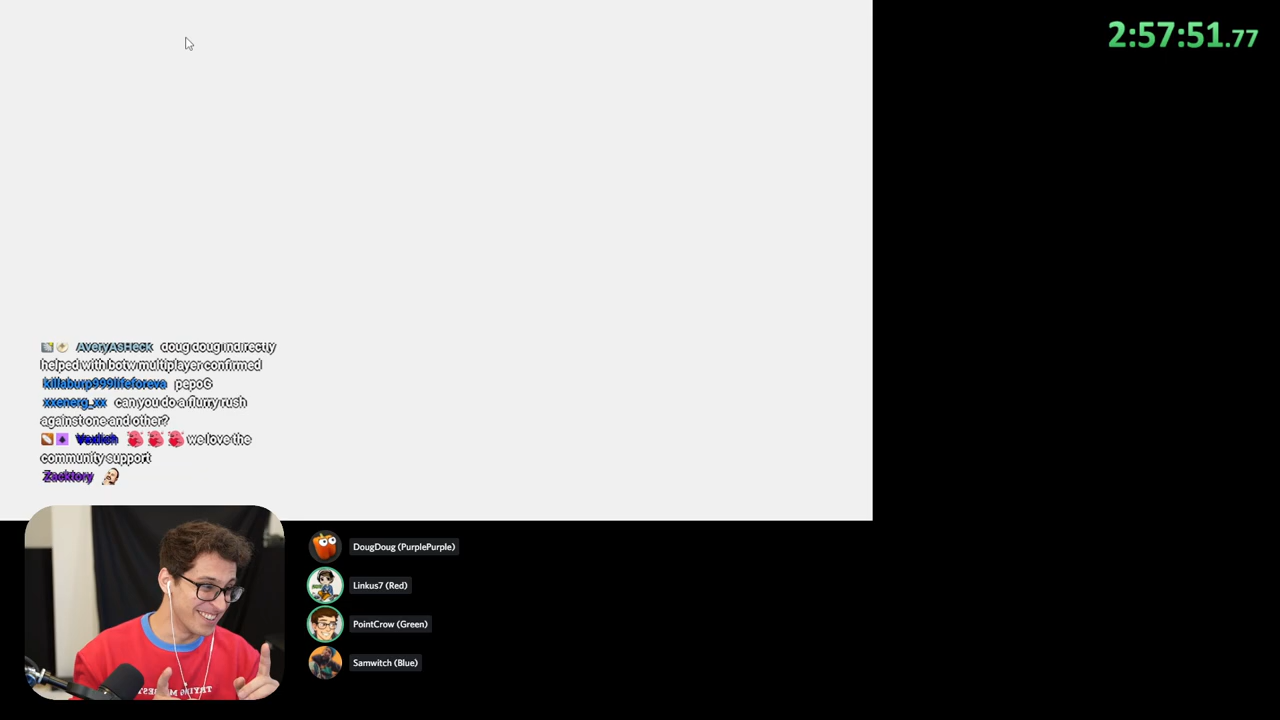 2:57:51.77
AveryAsHeck doug doug indirectly
helped with botw multiplayer confirmed
killaburp999lifeforeva pepoG
xxenerg_xx can you do a flurry rush
against one and other?
we love the
community support
Zacktory
DougDoug (PurplePurple)
Linkus7 (Red)
PointCrow (Green)
Samwitch (Blue)